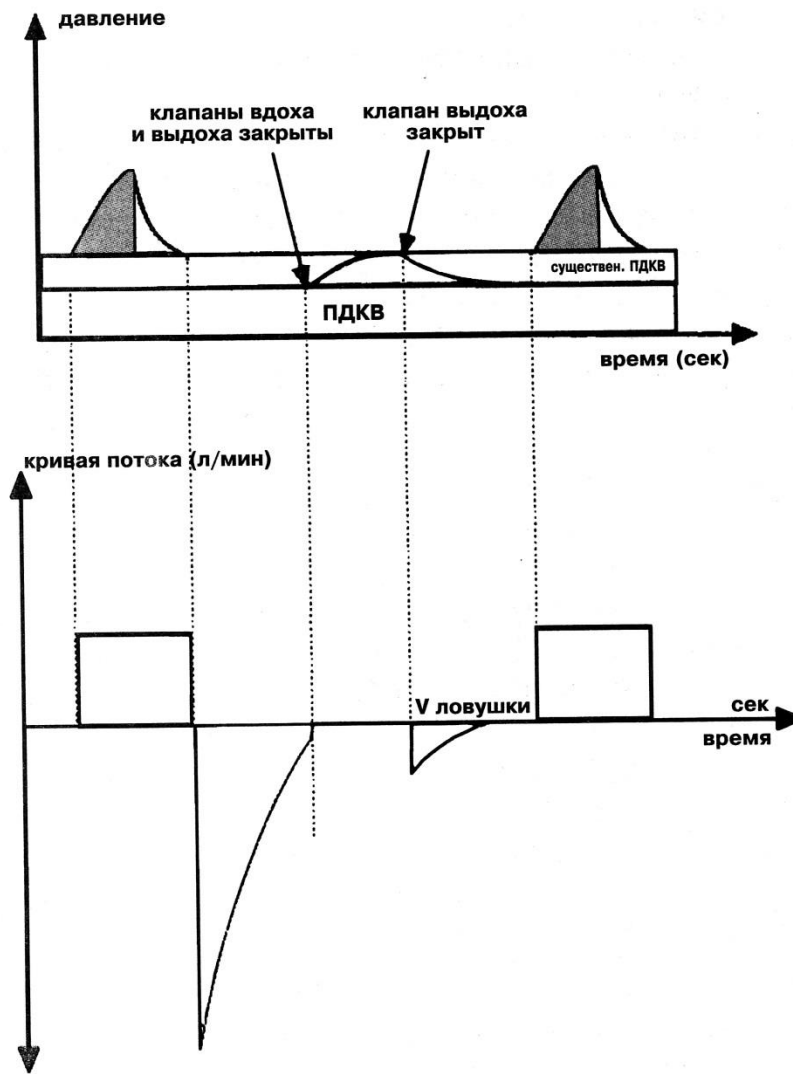 давление
клапаны вдоха
и выдоха закрыты
клапан выдоха
закрыт
существен. ПДКВ
ПДКВ
время (сек)
кривая потока (л/мин)
V ловушки
сек
время